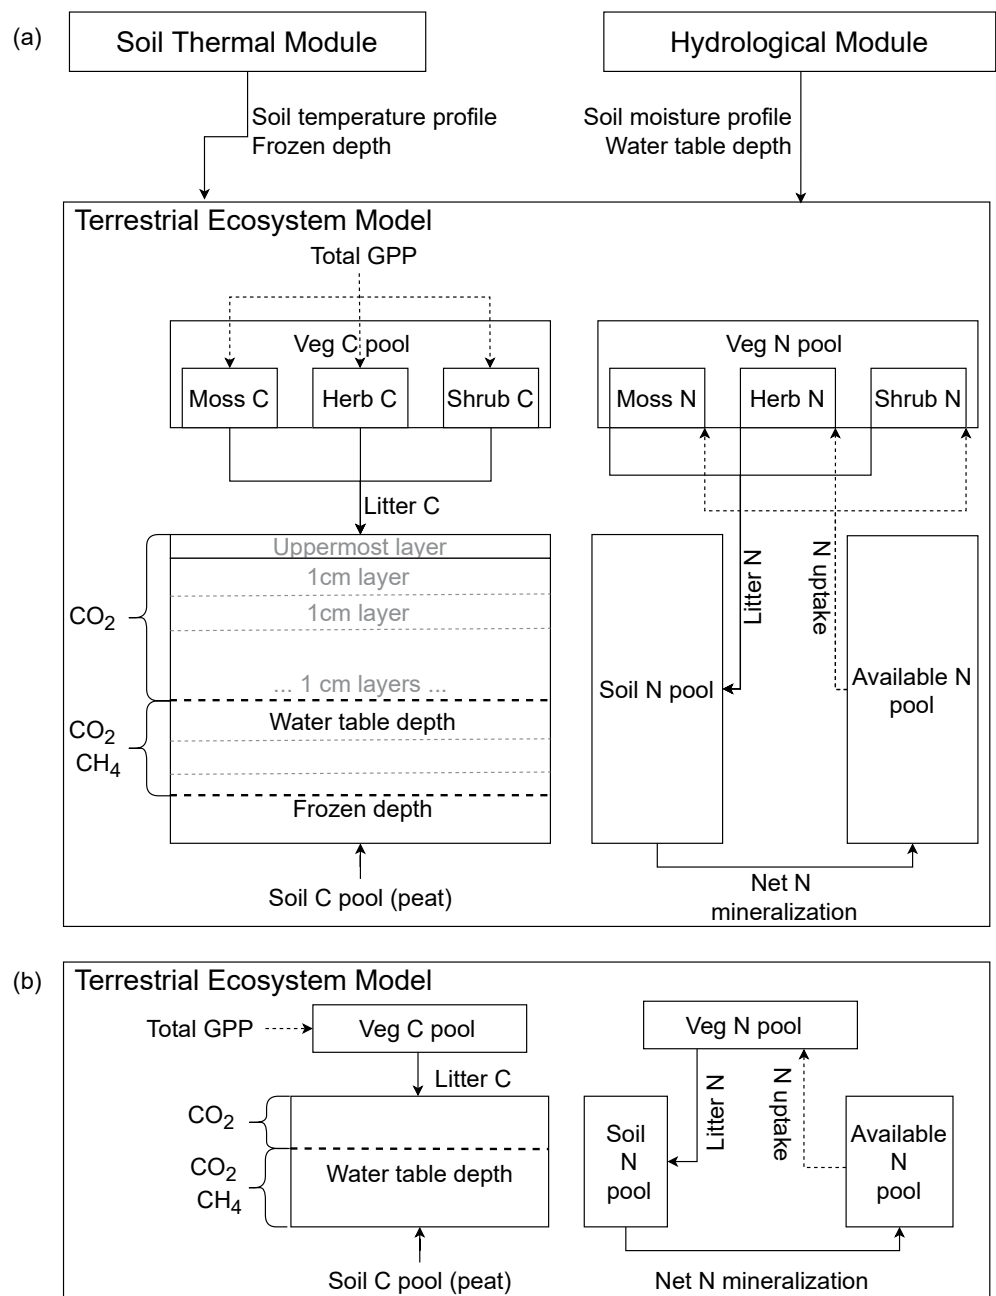 (a)
Soil Thermal Module
Hydrological Module
Soil temperature profile
Frozen depth
Soil moisture profile
Water table depth
Terrestrial Ecosystem Model
Total GPP
Veg C pool
Moss C
Herb C
Shrub C
Veg N pool
Moss N
Herb N
Shrub N
Litter C
Uppermost layer
1cm layer
1cm layer
... 1 cm layers ...
CO2
Water table depth
CO2
CH4
Frozen depth
Soil C pool (peat)
Litter N
N uptake
Soil N pool
Available N
pool
Net N
mineralization
(b)
Terrestrial Ecosystem Model
Total GPP
Veg C pool
Litter C
CO2
Water table depth
CO2
CH4
Soil C pool (peat)
Veg N pool
Litter N
N uptake
Soil
N
pool
Available
N
pool
Net N mineralization